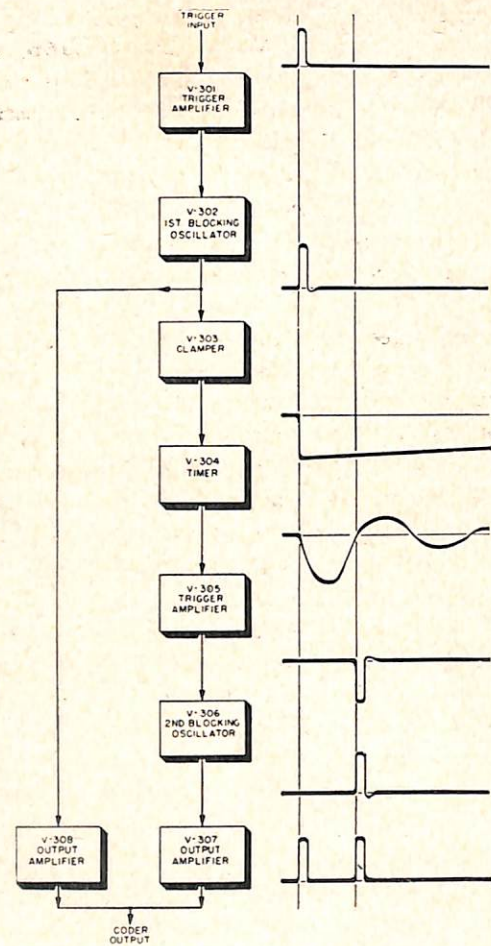 TRIGGER
INPUT
V-301
TRIGGER
AMPLIFIER
V-302
1ST BLOCKING
OSCILLATOR
V-303
CLAMPER
V-304
TIMER
V-305
TRIGGER
AMPLIFIER
V-306
2ND BLOCKING
OSCILLATOR
V-308
OUTPUT
AMPLIFIER
V-307
OUTPUT
AMPLIFIER
CODER
OUTPUT